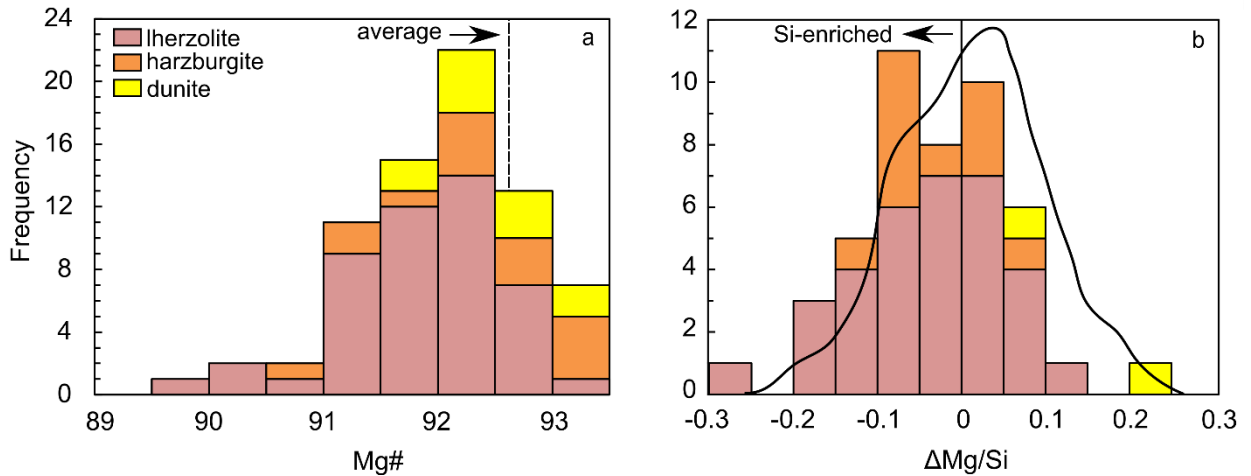 24
20
16
12
8
4
0
Frequency
lherzolite
harzburgite
dunite
average
a
89
90
91
92
93
Mg#
12
10
8
6
4
2
0
Si-enriched
b
-0.3
-0.1
0
0.1
0.2
0.3
ΔMg/Si